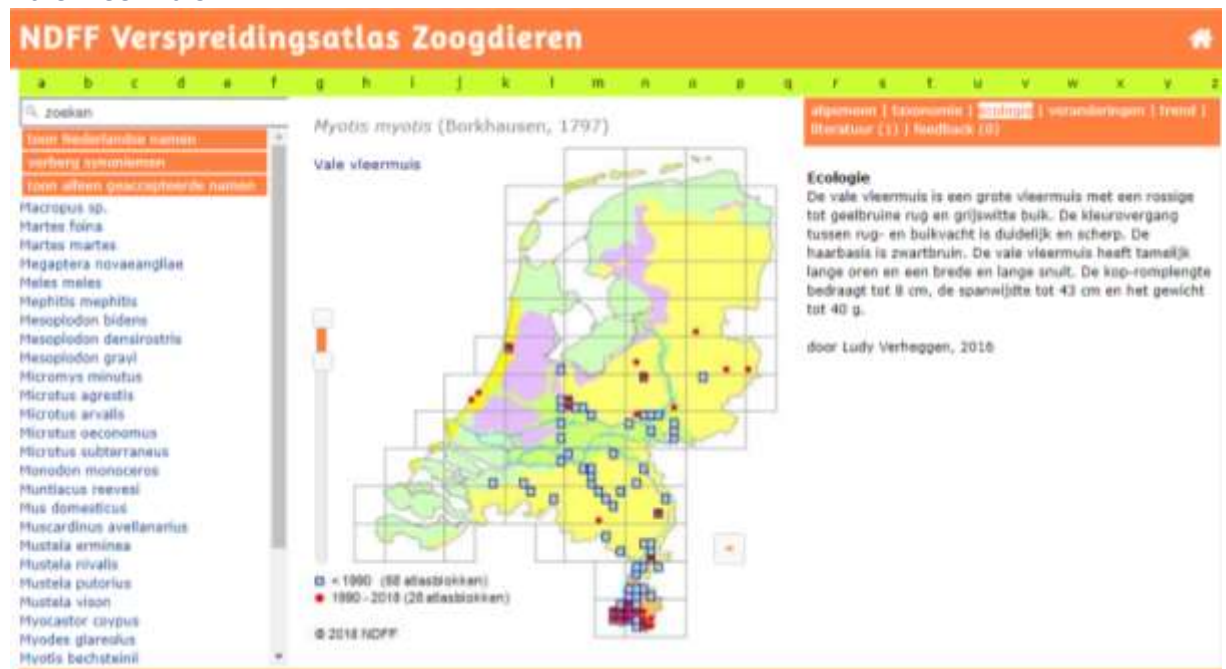 NDFF Verspreidingsatlas Zoogdieren
a b c d e f g h i j k l m n o p q r s t u v w x y z
zoeken
toon Nederlandse namen
verberg synoniemen
toon alleen geaccepteerde namen
Macropus sp.
Martes foina
Martes martes
Megaptera novaeangliae
Meles meles
Mephitis mephitis
Mesoplodon bidens
Mesoplodon densirostris
Mesoplodon grayi
Micromys minutus
Microtus agrestis
Microtus arvalis
Microtus oeconomus
Microtus subterraneus
Monodon monoceros
Muntiacus reevesi
Mus domesticus
Muscardinus avellanarius
Mustela erminea
Mustela nivalis
Mustela putorius
Mustela vison
Myocastor coypus
Myodes glareolus
Myotis bechsteinii
Myotis myotis (Borkhausen, 1797)
Vale vleermuis
< 1990 (68 atlasblokken)
1990 - 2018 (28 atlasblokken)
© 2018 NDFF
algemeen | taxonomie | ecologie | veranderingen | trend |
literatuur (1) | feedback (0)
Ecologie
De vale vleermuis is een grote vleermuis met een rossige
tot geelbruine rug en grijswitte buik. De kleurovergang
tussen rug- en buikvacht is duidelijk en scherp. De
haarbasis is zwartbruin. De vale vleermuis heeft tamelijk
lange oren en een brede en lange snuit. De kop-romplengte
bedraagt tot 8 cm, de spanwijdte tot 43 cm en het gewicht
tot 40 g.
door Ludy Verheggen, 2016